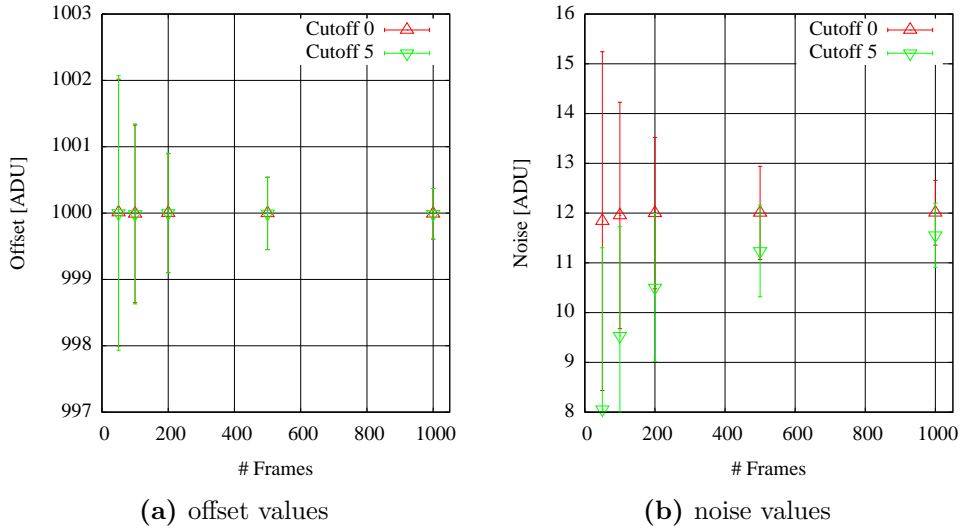 1003
1002
1001
1000
999
998
997
0 200 400 600 800 1000
Offset [ADU]
# Frames
Cutoff 0
Cutoff 5
(a) offset values
16
15
14
13
12
11
10
9
8
0 200 400 600 800 1000
Noise [ADU]
# Frames
Cutoff 0
Cutoff 5
(b) noise values